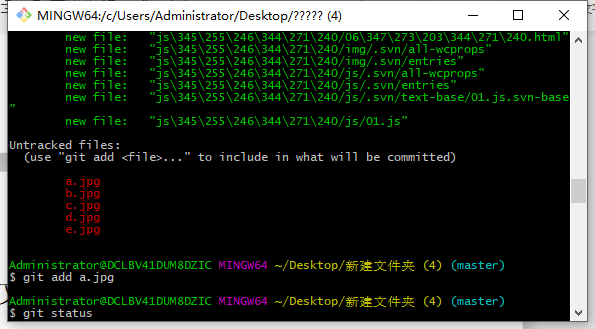 MINGW64:/c/Users/Administrator/Desktop/????? (4)
new file:   "js\345\255\246\344\271\240/06\347\273\203\344\271\240.html"
new file:   "js\345\255\246\344\271\240/img/.svn/all-wcprops"
new file:   "js\345\255\246\344\271\240/img/.svn/entries"
new file:   "js\345\255\246\344\271\240/js/.svn/all-wcprops"
new file:   "js\345\255\246\344\271\240/js/.svn/entries"
new file:   "js\345\255\246\344\271\240/js/.svn/text-base/01.js.svn-base
"
new file:   "js\345\255\246\344\271\240/js/01.js"
Untracked files:
(use "git add <file>..." to include in what will be committed)
a.jpg
b.jpg
c.jpg
d.jpg
e.jpg
Administrator@DCLBV41DUM8DZIC MINGW64 ~/Desktop/新建文件夹 (4) (master)
$ git add a.jpg
Administrator@DCLBV41DUM8DZIC MINGW64 ~/Desktop/新建文件夹 (4) (master)
$ git status